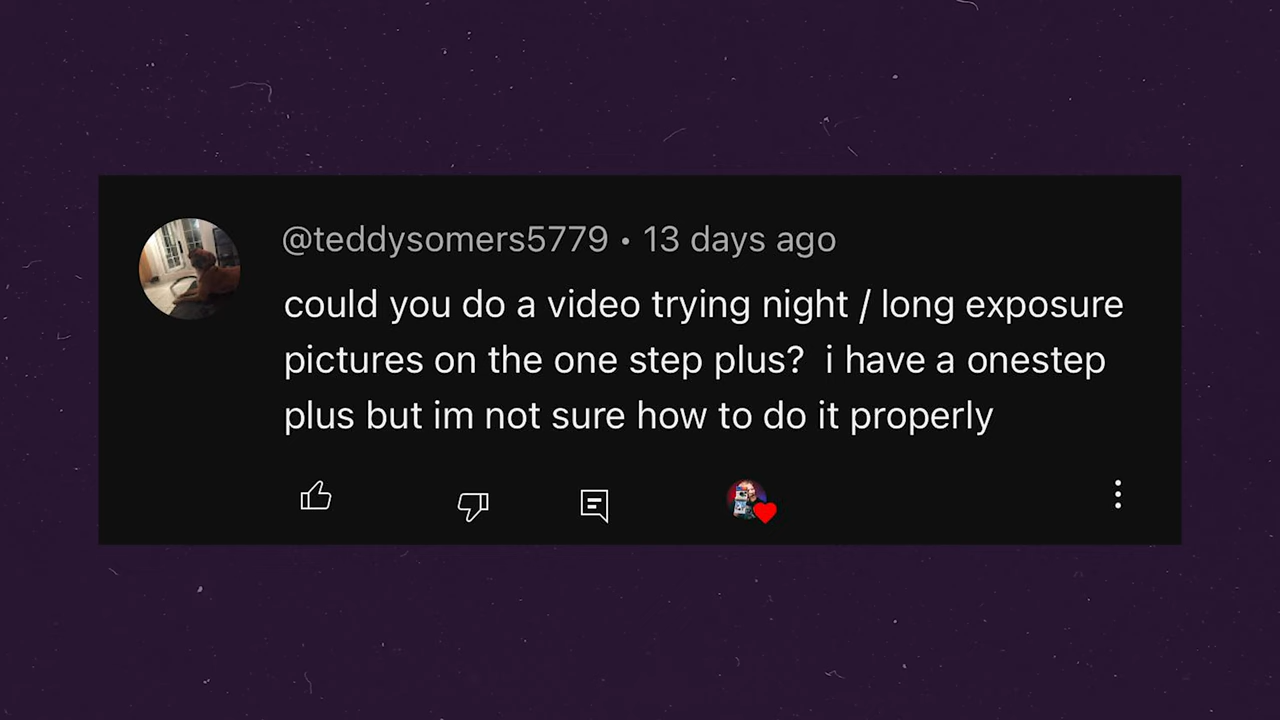 @teddysomers5779 • 13 days ago
could you do a video trying night / long exposure
pictures on the one step plus?  i have a onestep
plus but im not sure how to do it properly